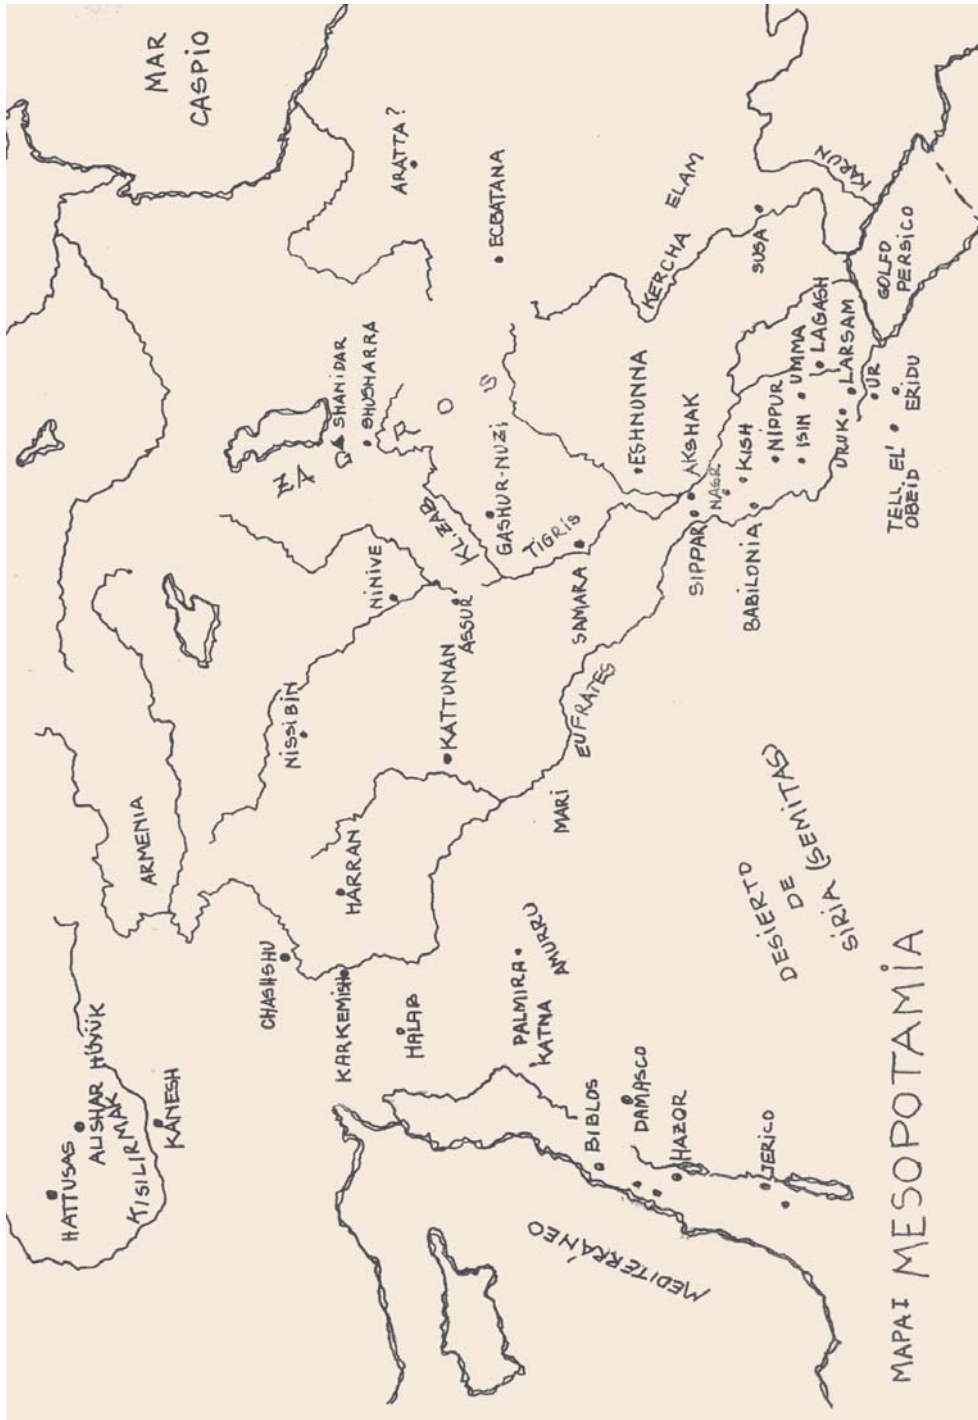 HATTUSAS
ALISHAR HÜYÜK
KISILIRMAK
KANESH
ARMENIA
MAR
CASPIO
CHASHSHU
KARKEMISH
HALAB
HARRAN
NISSIBIN
NINIVE
SHANIDAR
SHUSHARRA
ARATTA?
KATTUNAN
ASSUR
GASHUR-NUZI
ECBATANA
PALMIRA
KATNA
AMURRU
MARI
EUFRATES
SAMARA
TIGRIS
ESHNUNNA
KERCHA
ELAM
MEDITERRÁNEO
BIBLOS
DAMASCO
HAZOR
JERICO
DESIERTO
DE
SIRIA (SEMITAS)
SIPPAR
AKSHAK
BABILONIA
KISH
NIPPUR
ISIN
UMMA
LAGASH
URUK
LARSAM
UR
TELL EL'
OBEID
ERIDU
SUSA
KARUN
GOLFO
PERSICO
MAPA I MESOPOTAMIA